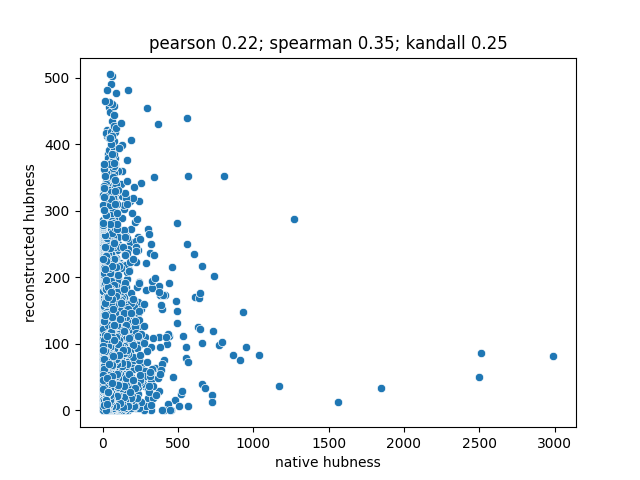 pearson 0.22; spearman 0.35; kandall 0.25
500
400
300
200
100
0
reconstructed hubness
0 500 1000 1500 2000 2500 3000
native hubness